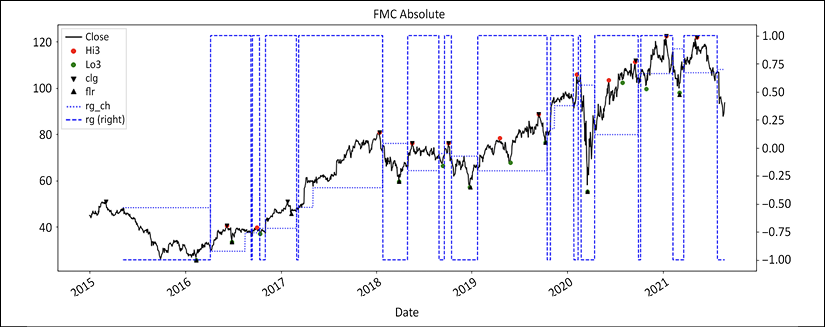 FMC Absolute
Close
Hi3
Lo3
clg
flr
rg_ch
rg (right)
120
100
80
60
40
1.00
0.75
0.50
0.25
0.00
−0.25
−0.50
−0.75
−1.00
2015
2016
2017
2018
2019
2020
2021
Date